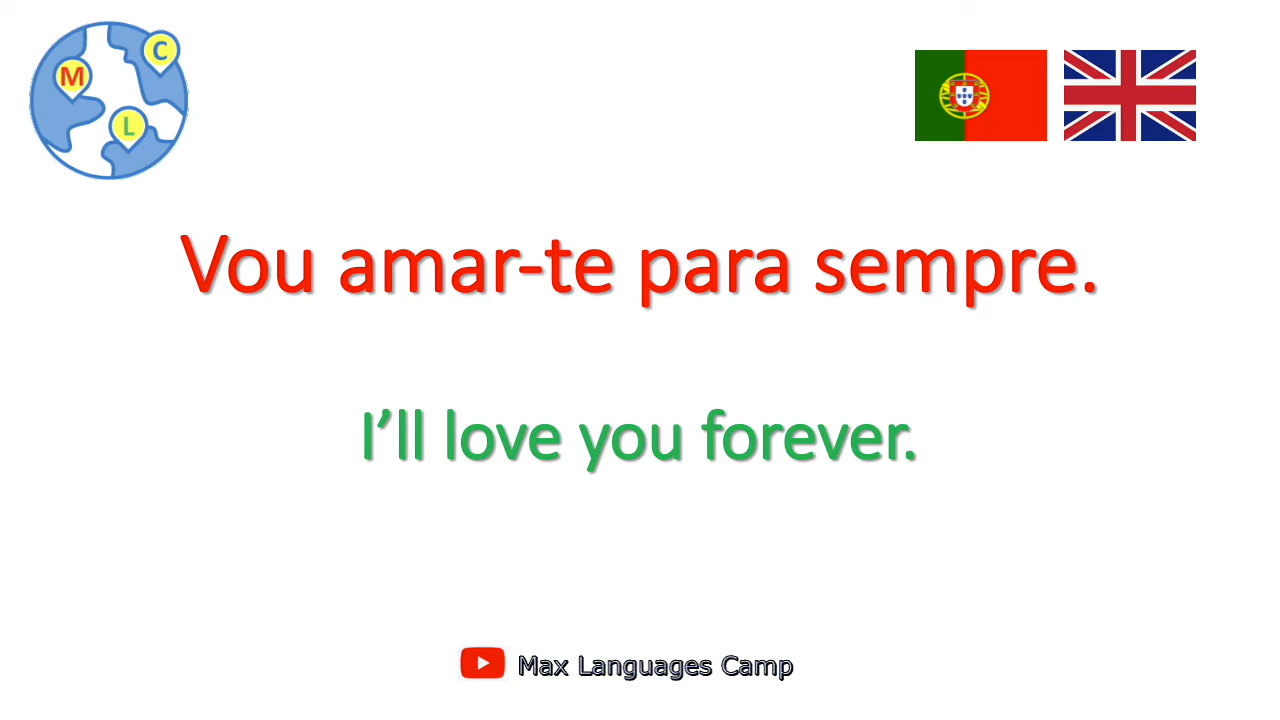 M
C
L
Vou amar-te para sempre.
I’ll love you forever.
Max Languages Camp